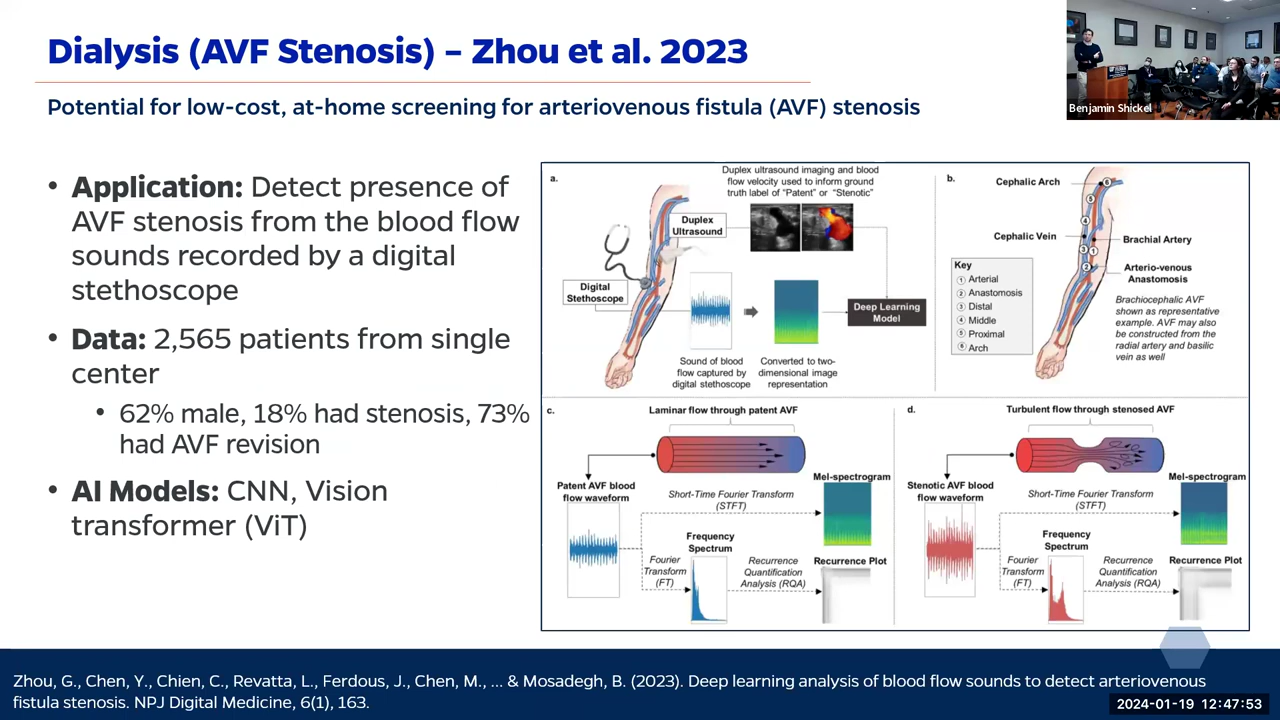 Dialysis (AVF Stenosis) – Zhou et al. 2023
Potential for low-cost, at-home screening for arteriovenous fistula (AVF) stenosis
Benjamin Shickel
• Application: Detect presence of
AVF stenosis from the blood flow
sounds recorded by a digital
stethoscope
• Data: 2,565 patients from single
center
• 62% male, 18% had stenosis, 73%
had AVF revision
• AI Models: CNN, Vision
transformer (ViT)
a.
Duplex ultrasound imaging and blood
flow velocity used to inform ground
truth label of "Patent" or "Stenotic"
Duplex
Ultrasound
Digital
Stethoscope
Deep Learning
Model
Sound of blood
flow captured by
digital stethoscope
Converted to two-
dimensional image
representation
b.
Cephalic Arch
6
5
4
Cephalic Vein
3
1
2
Brachial Artery
Arterio-venous
Anastomosis
Key
1 Arterial
2 Anastomosis
3 Distal
4 Middle
5 Proximal
6 Arch
Brachiocephalic AVF
shown as representative
example. AVF may also
be constructed from the
radial artery and basilic
vein as well
c.
Laminar flow through patent AVF
Patent AVF blood
flow waveform
Short-Time Fourier Transform
(STFT)
Mel-spectrogram
Frequency
Spectrum
Fourier
Transform
(FT)
Recurrence
Quantification
Analysis (RQA)
Recurrence Plot
d.
Turbulent flow through stenosed AVF
Stenotic AVF blood
flow waveform
Short-Time Fourier Transform
(STFT)
Mel-spectrogram
Frequency
Spectrum
Fourier
Transform
(FT)
Recurrence
Quantification
Analysis (RQA)
Recurrence Plot
Zhou, G., Chen, Y., Chien, C., Revatta, L., Ferdous, J., Chen, M., ... & Mosadegh, B. (2023). Deep learning analysis of blood flow sounds to detect arteriovenous
fistula stenosis. NPJ Digital Medicine, 6(1), 163.
2024-01-19 12:47:53